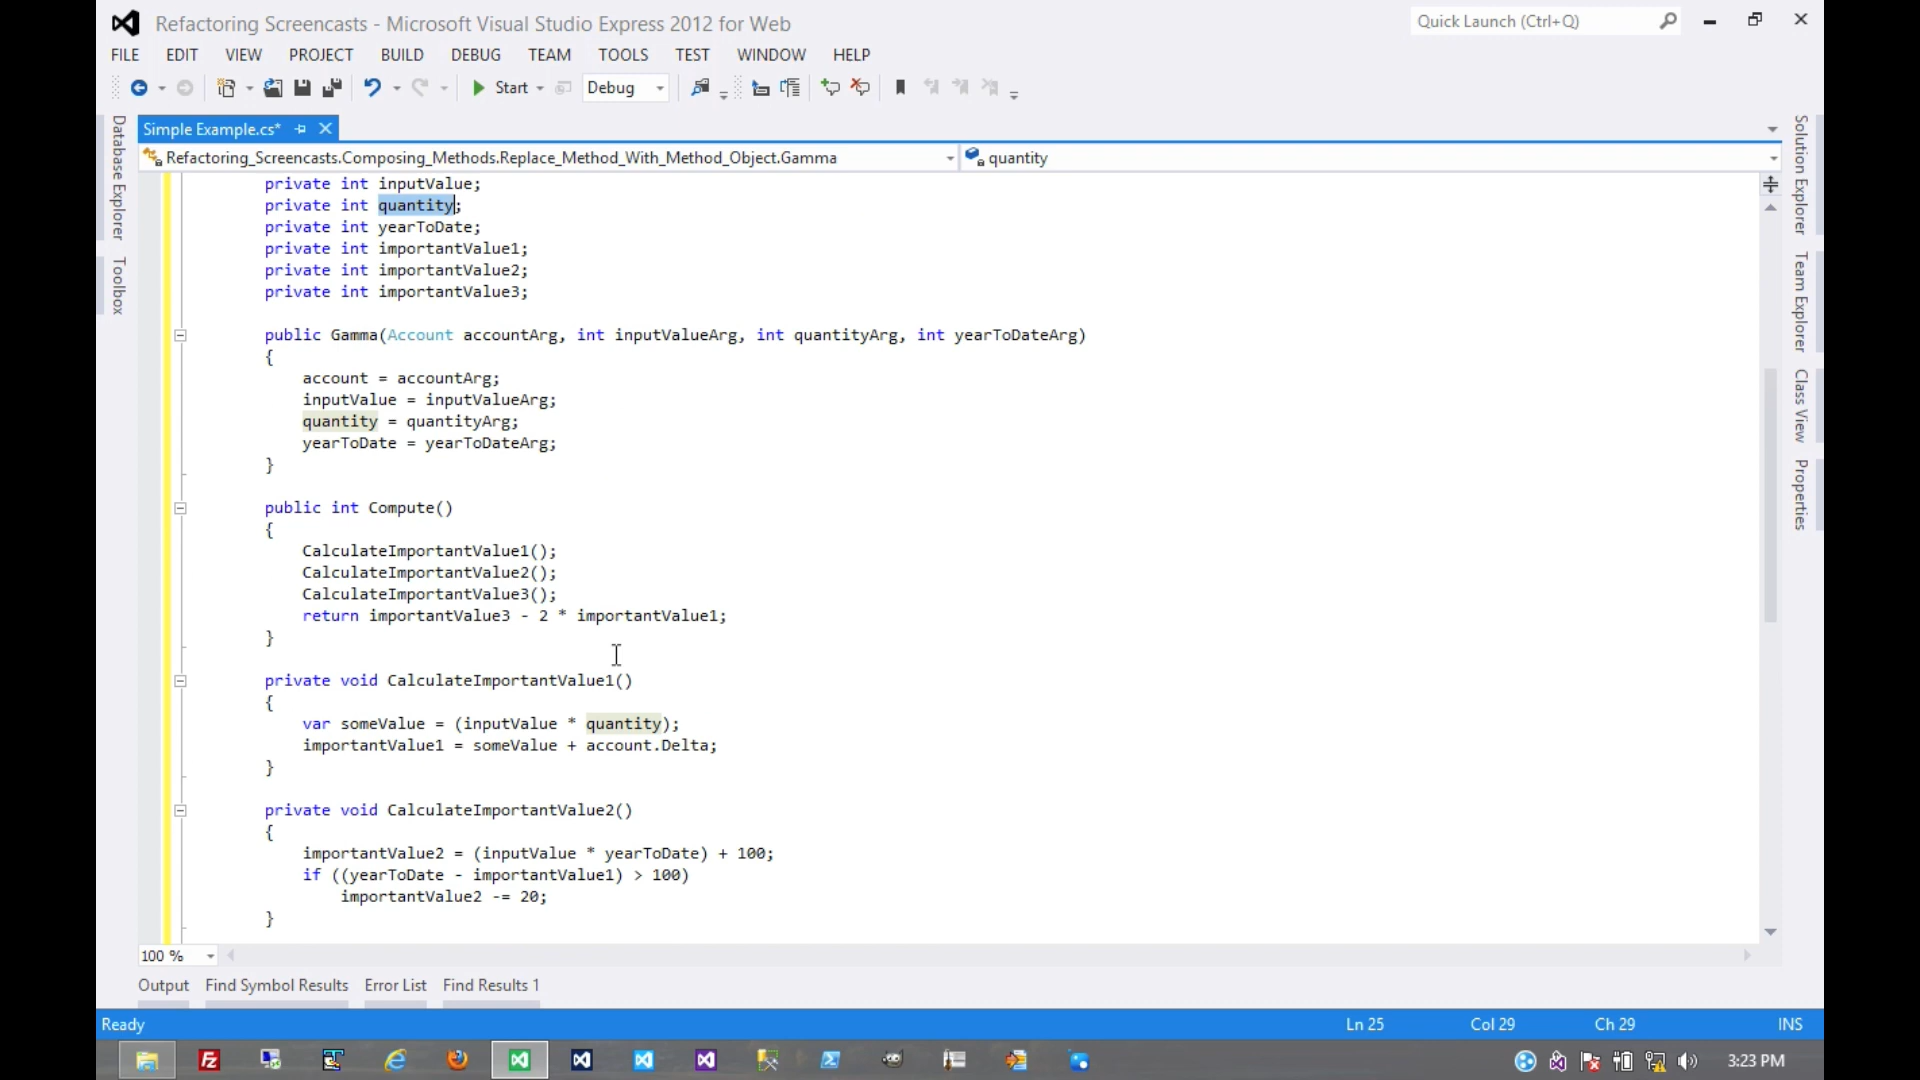 Refactoring Screencasts - Microsoft Visual Studio Express 2012 for Web
Quick Launch (Ctrl+Q)
FILE EDIT VIEW PROJECT BUILD DEBUG TEAM TOOLS TEST WINDOW HELP
Start Debug
Simple Example.cs*
Refactoring_Screencasts.Composing_Methods.Replace_Method_With_Method_Object.Gamma quantity
Database Explorer
Toolbox
private int inputValue;
private int quantity;
private int yearToDate;
private int importantValue1;
private int importantValue2;
private int importantValue3;
public Gamma(Account accountArg, int inputValueArg, int quantityArg, int yearToDateArg)
{
account = accountArg;
inputValue = inputValueArg;
quantity = quantityArg;
yearToDate = yearToDateArg;
}
public int Compute()
{
CalculateImportantValue1();
CalculateImportantValue2();
CalculateImportantValue3();
return importantValue3 - 2 * importantValue1;
}
private void CalculateImportantValue1()
{
var someValue = (inputValue * quantity);
importantValue1 = someValue + account.Delta;
}
private void CalculateImportantValue2()
{
importantValue2 = (inputValue * yearToDate) + 100;
if ((yearToDate - importantValue1) > 100)
importantValue2 -= 20;
}
Solution Explorer
Team Explorer
Class View
Properties
100 %
Output Find Symbol Results Error List Find Results 1
Ready Ln 25 Col 29 Ch 29 INS
3:23 PM